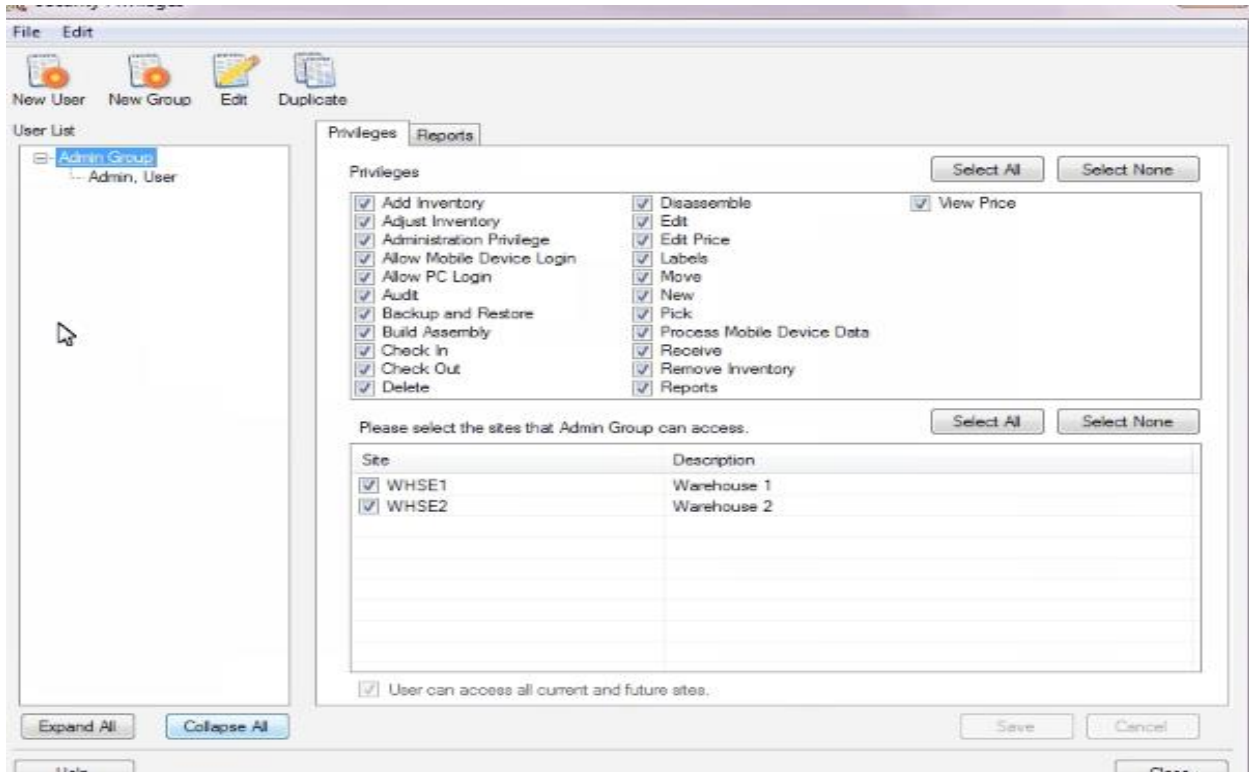 Security Privileges
File Edit
New User New Group Edit Duplicate
User List
Admin Group
Admin, User
Privileges Reports
Privileges Select All Select None
Add Inventory Disassemble View Price
Adjust Inventory Edit
Administration Privilege Edit Price
Allow Mobile Device Login Labels
Allow PC Login Move
Audit New
Backup and Restore Pick
Build Assembly Process Mobile Device Data
Check In Receive
Check Out Remove Inventory
Delete Reports
Please select the sites that Admin Group can access. Select All Select None
Site Description
WHSE1 Warehouse 1
WHSE2 Warehouse 2
User can access all current and future sites.
Expand All Collapse All Save Cancel
Help Close